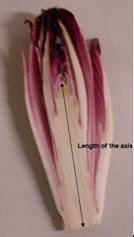 Length of the axis